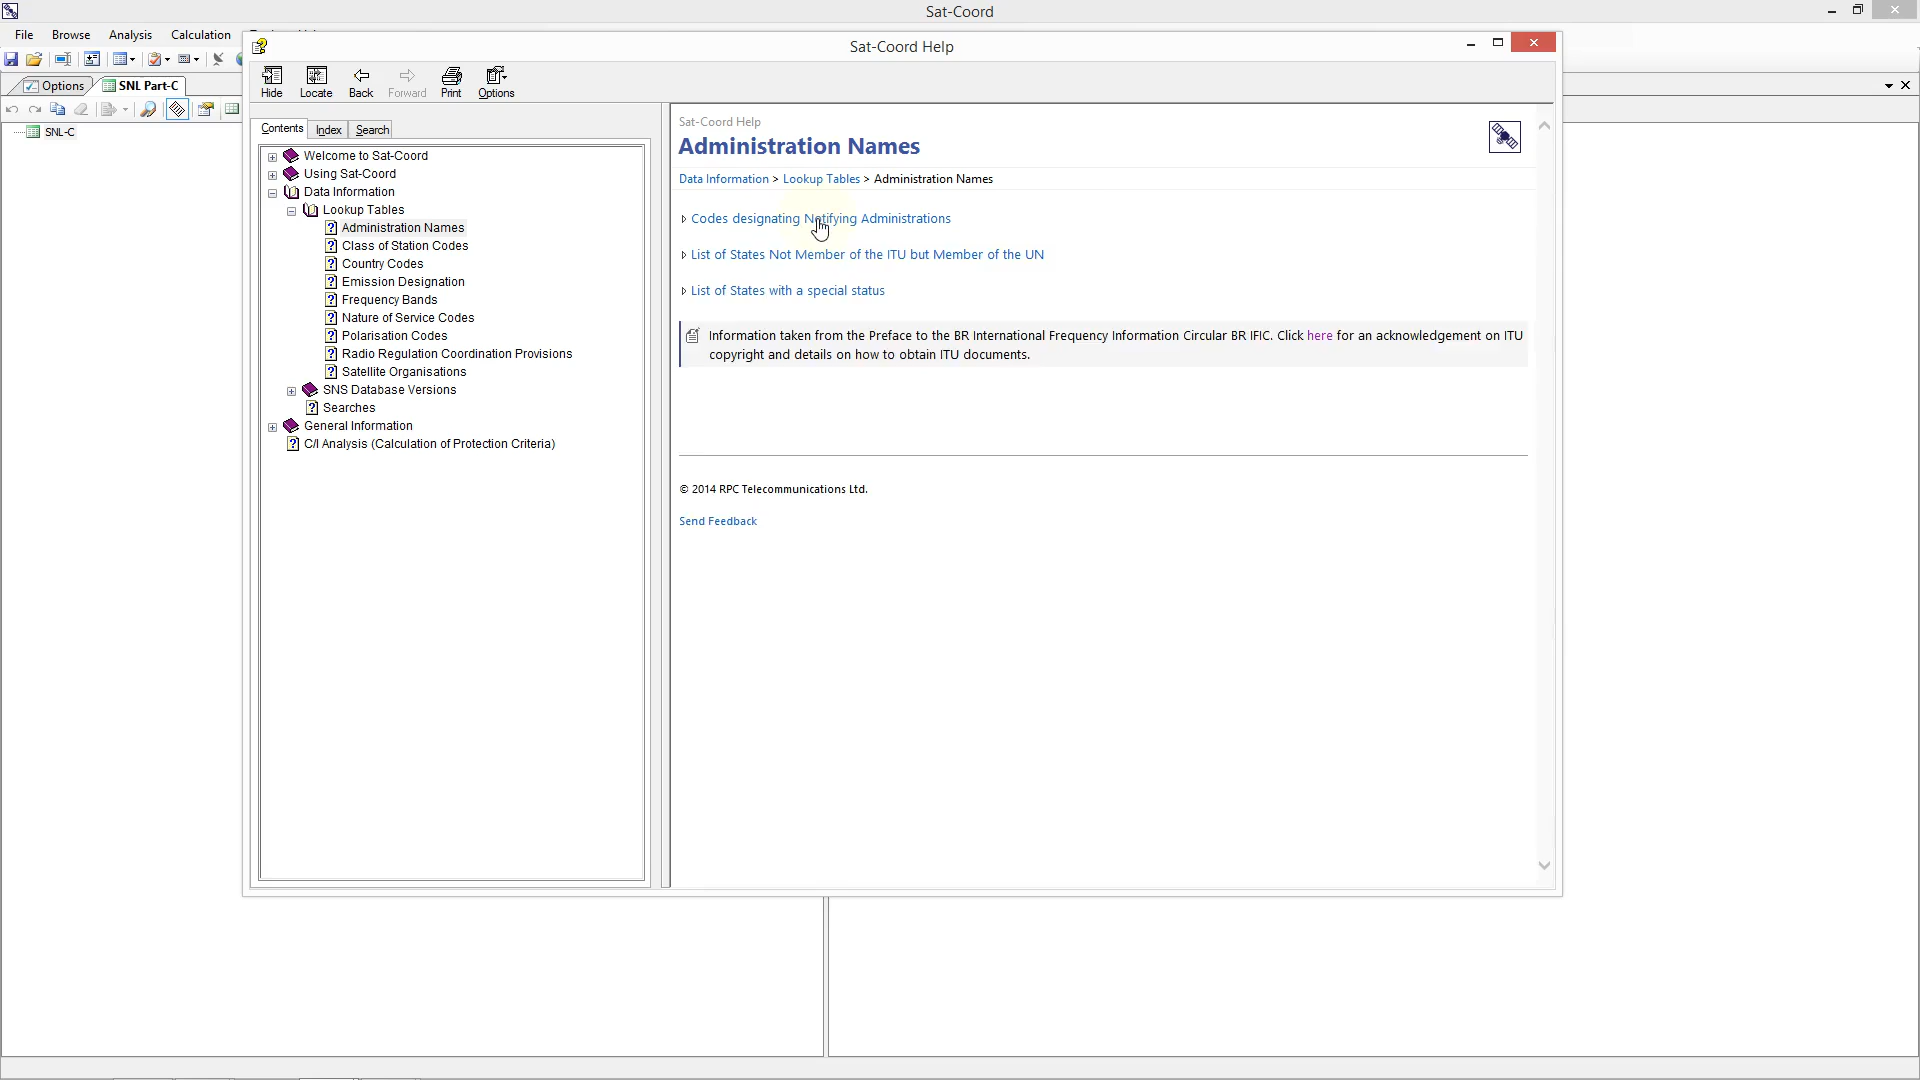 Sat-Coord
File Browse Analysis Calculation
Sat-Coord Help
Hide Locate Back Forward Print Options
Options SNL Part-C
SNL-C
Contents Index Search
Welcome to Sat-Coord
Using Sat-Coord
Data Information
Lookup Tables
Administration Names
Class of Station Codes
Country Codes
Emission Designation
Frequency Bands
Nature of Service Codes
Polarisation Codes
Radio Regulation Coordination Provisions
Satellite Organisations
SNS Database Versions
Searches
General Information
C/I Analysis (Calculation of Protection Criteria)
Sat-Coord Help
Administration Names
Data Information > Lookup Tables > Administration Names
Codes designating Notifying Administrations
List of States Not Member of the ITU but Member of the UN
List of States with a special status
Information taken from the Preface to the BR International Frequency Information Circular BR IFIC. Click here for an acknowledgement on ITU
copyright and details on how to obtain ITU documents.
© 2014 RPC Telecommunications Ltd.
Send Feedback